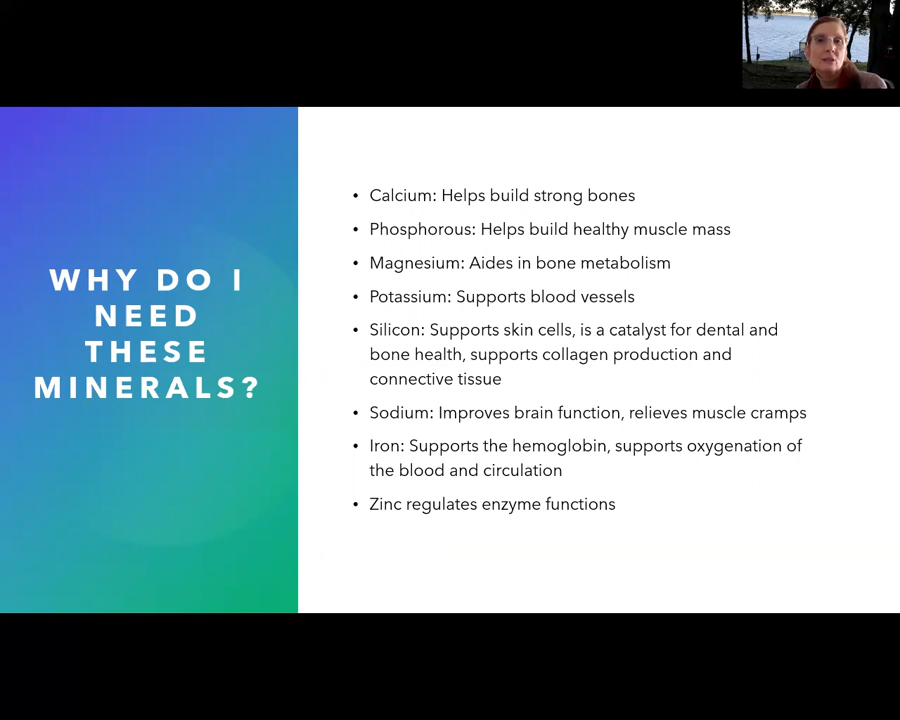 WHY DO I
NEED
THESE
MINERALS?
• Calcium: Helps build strong bones
• Phosphorous: Helps build healthy muscle mass
• Magnesium: Aides in bone metabolism
• Potassium: Supports blood vessels
• Silicon: Supports skin cells, is a catalyst for dental and
bone health, supports collagen production and
connective tissue
• Sodium: Improves brain function, relieves muscle cramps
• Iron: Supports the hemoglobin, supports oxygenation of
the blood and circulation
• Zinc regulates enzyme functions